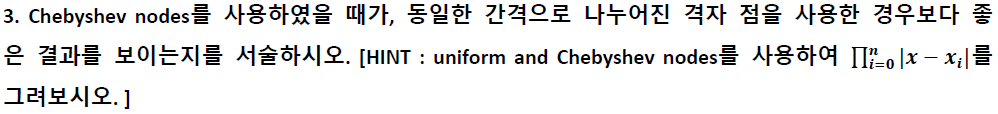 3. Chebyshev nodes를 사용하였을 때가, 동일한 간격으로 나누어진 격자 점을 사용한 경우보다 좋
은 결과를 보이는지를 서술하시오. [HINT : uniform and Chebyshev nodes를 사용하여 ∏ⁿᵢ₌₀|x − xᵢ|를
그려보시오. ]